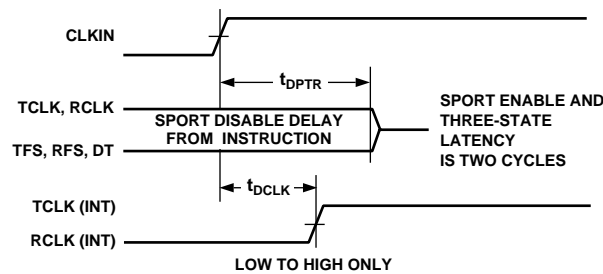 CLKIN
tDPTR
TCLK, RCLK
SPORT DISABLE DELAY
FROM INSTRUCTION
TFS, RFS, DT
SPORT ENABLE AND
THREE-STATE
LATENCY
IS TWO CYCLES
tDCLK
TCLK (INT)
RCLK (INT)
LOW TO HIGH ONLY